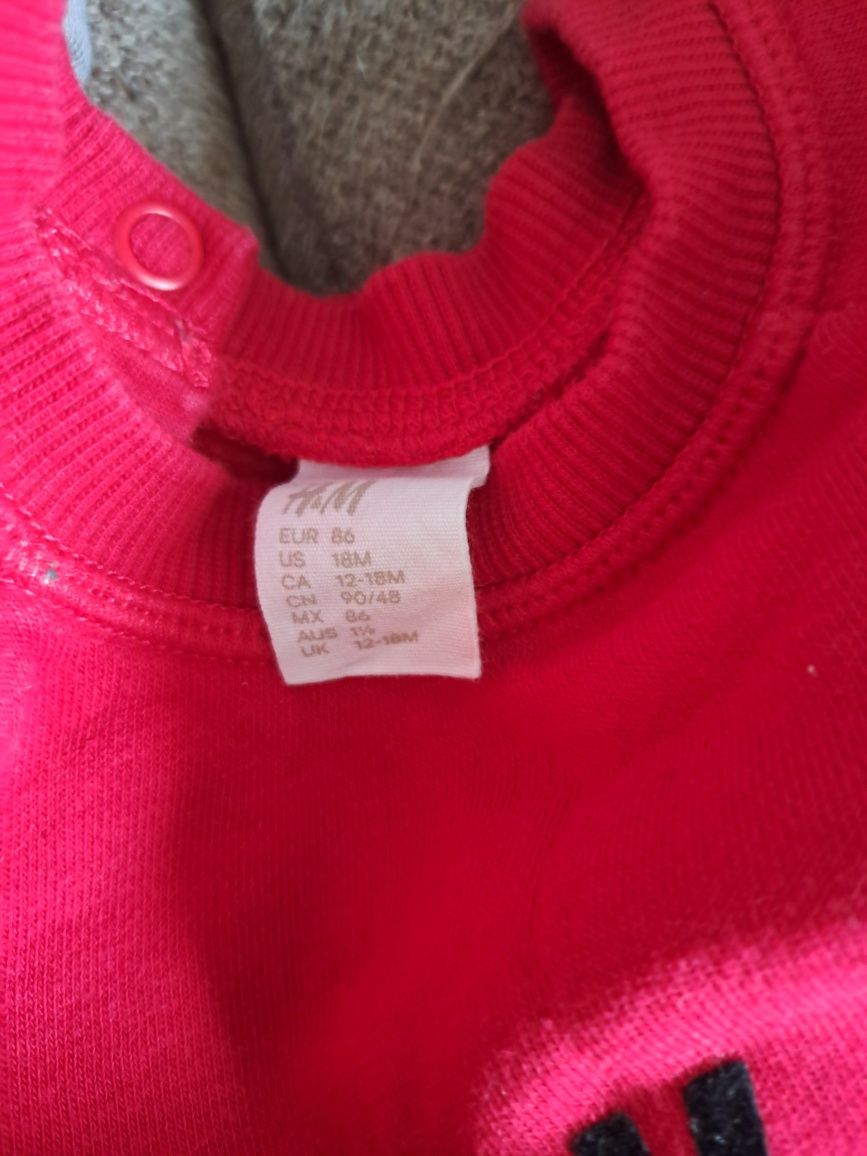 H&M
EUR 86
US 18M
CA 12-18M
CN 90/48
MX 86
AUS 1½
UK 12-18M